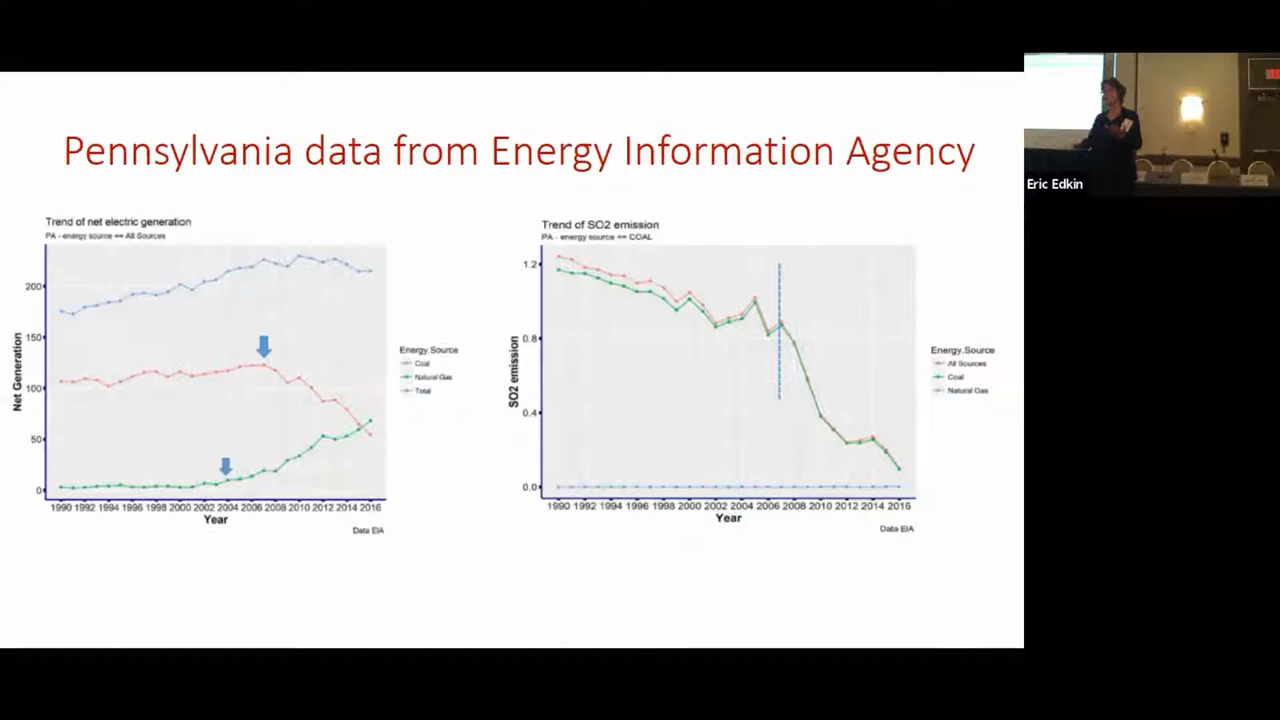 Pennsylvania data from Energy Information Agency
Trend of net electric generation
PA - energy source == All Sources
Net Generation
200
150
100
50
0
1990 1992 1994 1996 1998 2000 2002 2004 2006 2008 2010 2012 2014 2016
Year
Data EIA
Energy.Source
Coal
Natural Gas
Total
Trend of SO2 emission
PA - energy source == COAL
SO2 emission
1.2
0.8
0.4
0.0
1990 1992 1994 1996 1998 2000 2002 2004 2006 2008 2010 2012 2014 2016
Year
Data EIA
Energy.Source
All Sources
Coal
Natural Gas
Eric Edkin